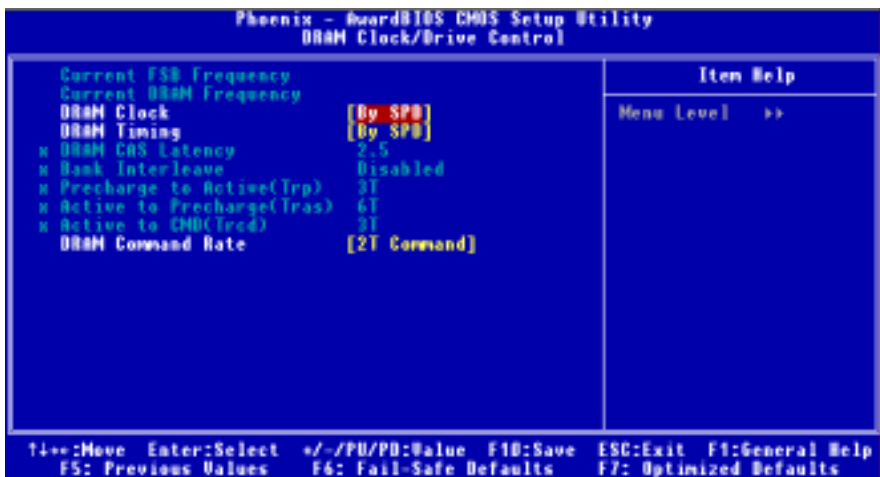 Phoenix - AwardBIOS CMOS Setup Utility
DRAM Clock/Drive Control
Current FSB Frequency
Current DRAM Frequency
DRAM Clock [By SPD]
DRAM Timing [By SPD]
x DRAM CAS Latency 2.5
x Bank Interleave Disabled
x Precharge to Active(Trp) 3T
x Active to Precharge(Tras) 6T
x Active to CMD(Trcd) 3T
DRAM Command Rate [2T Command]
Item Help
Menu Level ▸▸
↑↓→←:Move Enter:Select +/-/PU/PD:Value F10:Save ESC:Exit F1:General Help
F5: Previous Values F6: Fail-Safe Defaults F7: Optimized Defaults